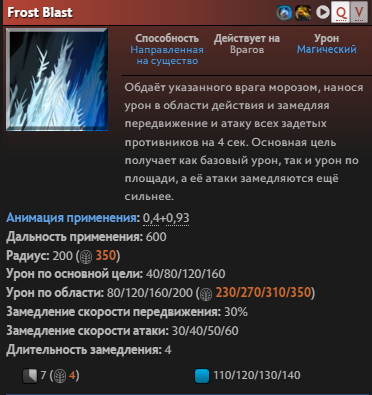 Frost Blast Q V
Способность Действует на Урон
Направленная на существо Врагов Магический
Обдаёт указанного врага морозом, нанося
урон в области действия и замедляя
передвижение и атаку всех задетых
противников на 4 сек. Основная цель
получает как базовый урон, так и урон по
площади, а её атаки замедляются ещё
сильнее.
Анимация применения: 0,4+0,93
Дальность применения: 600
Радиус: 200 (350)
Урон по основной цели: 40/80/120/160
Урон по области: 80/120/160/200 (230/270/310/350)
Замедление скорости передвижения: 30%
Замедление скорости атаки: 30/40/50/60
Длительность замедления: 4
7 (4) 110/120/130/140